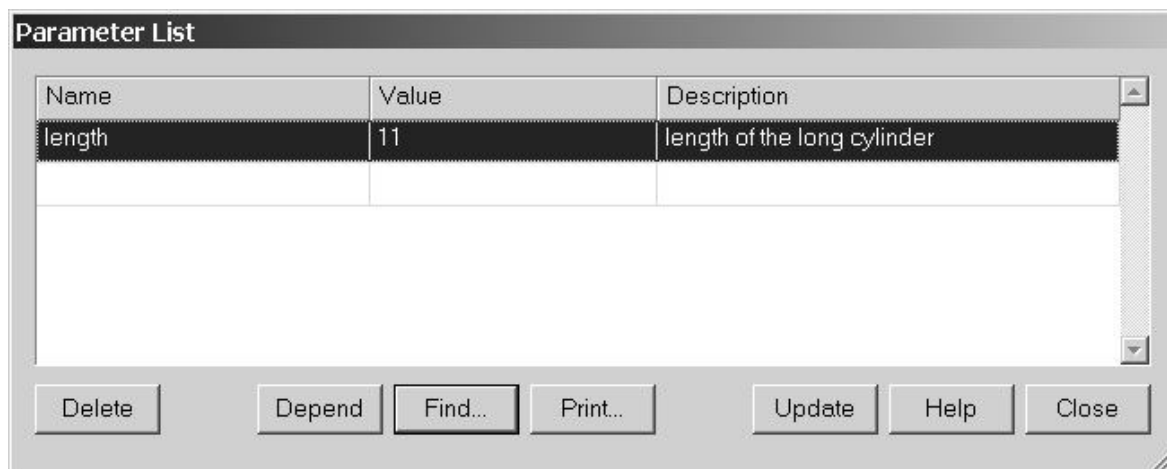 Parameter List
Name Value Description
length 11 length of the long cylinder
Delete Depend Find... Print... Update Help Close